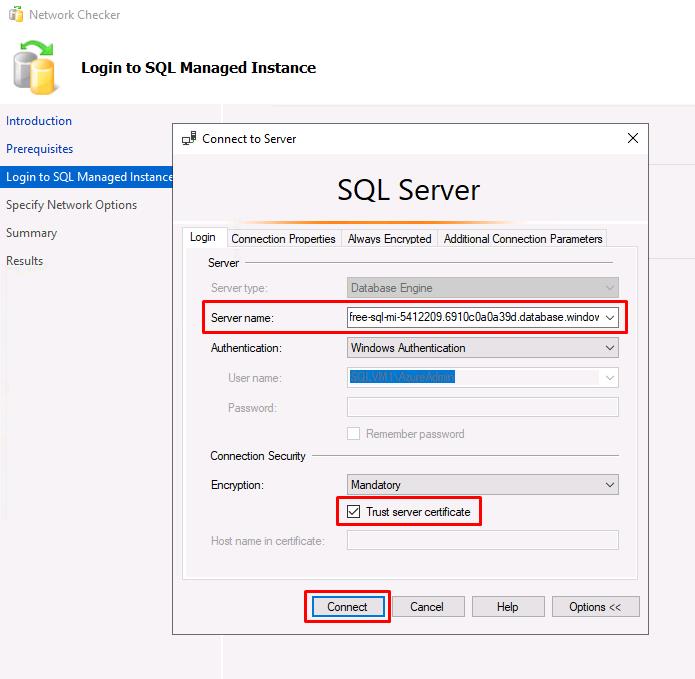 Network Checker
Login to SQL Managed Instance
Introduction
Prerequisites
Login to SQL Managed Instance
Specify Network Options
Summary
Results
Connect to Server
SQL Server
Login Connection Properties Always Encrypted Additional Connection Parameters
Server
Server type: Database Engine
Server name: free-sql-mi-5412209.6910c0a0a39d.database.window
Authentication: Windows Authentication
User name: SQLVM1\AzureAdmin
Password:
Remember password
Connection Security
Encryption: Mandatory
Trust server certificate
Host name in certificate:
Connect Cancel Help Options <<